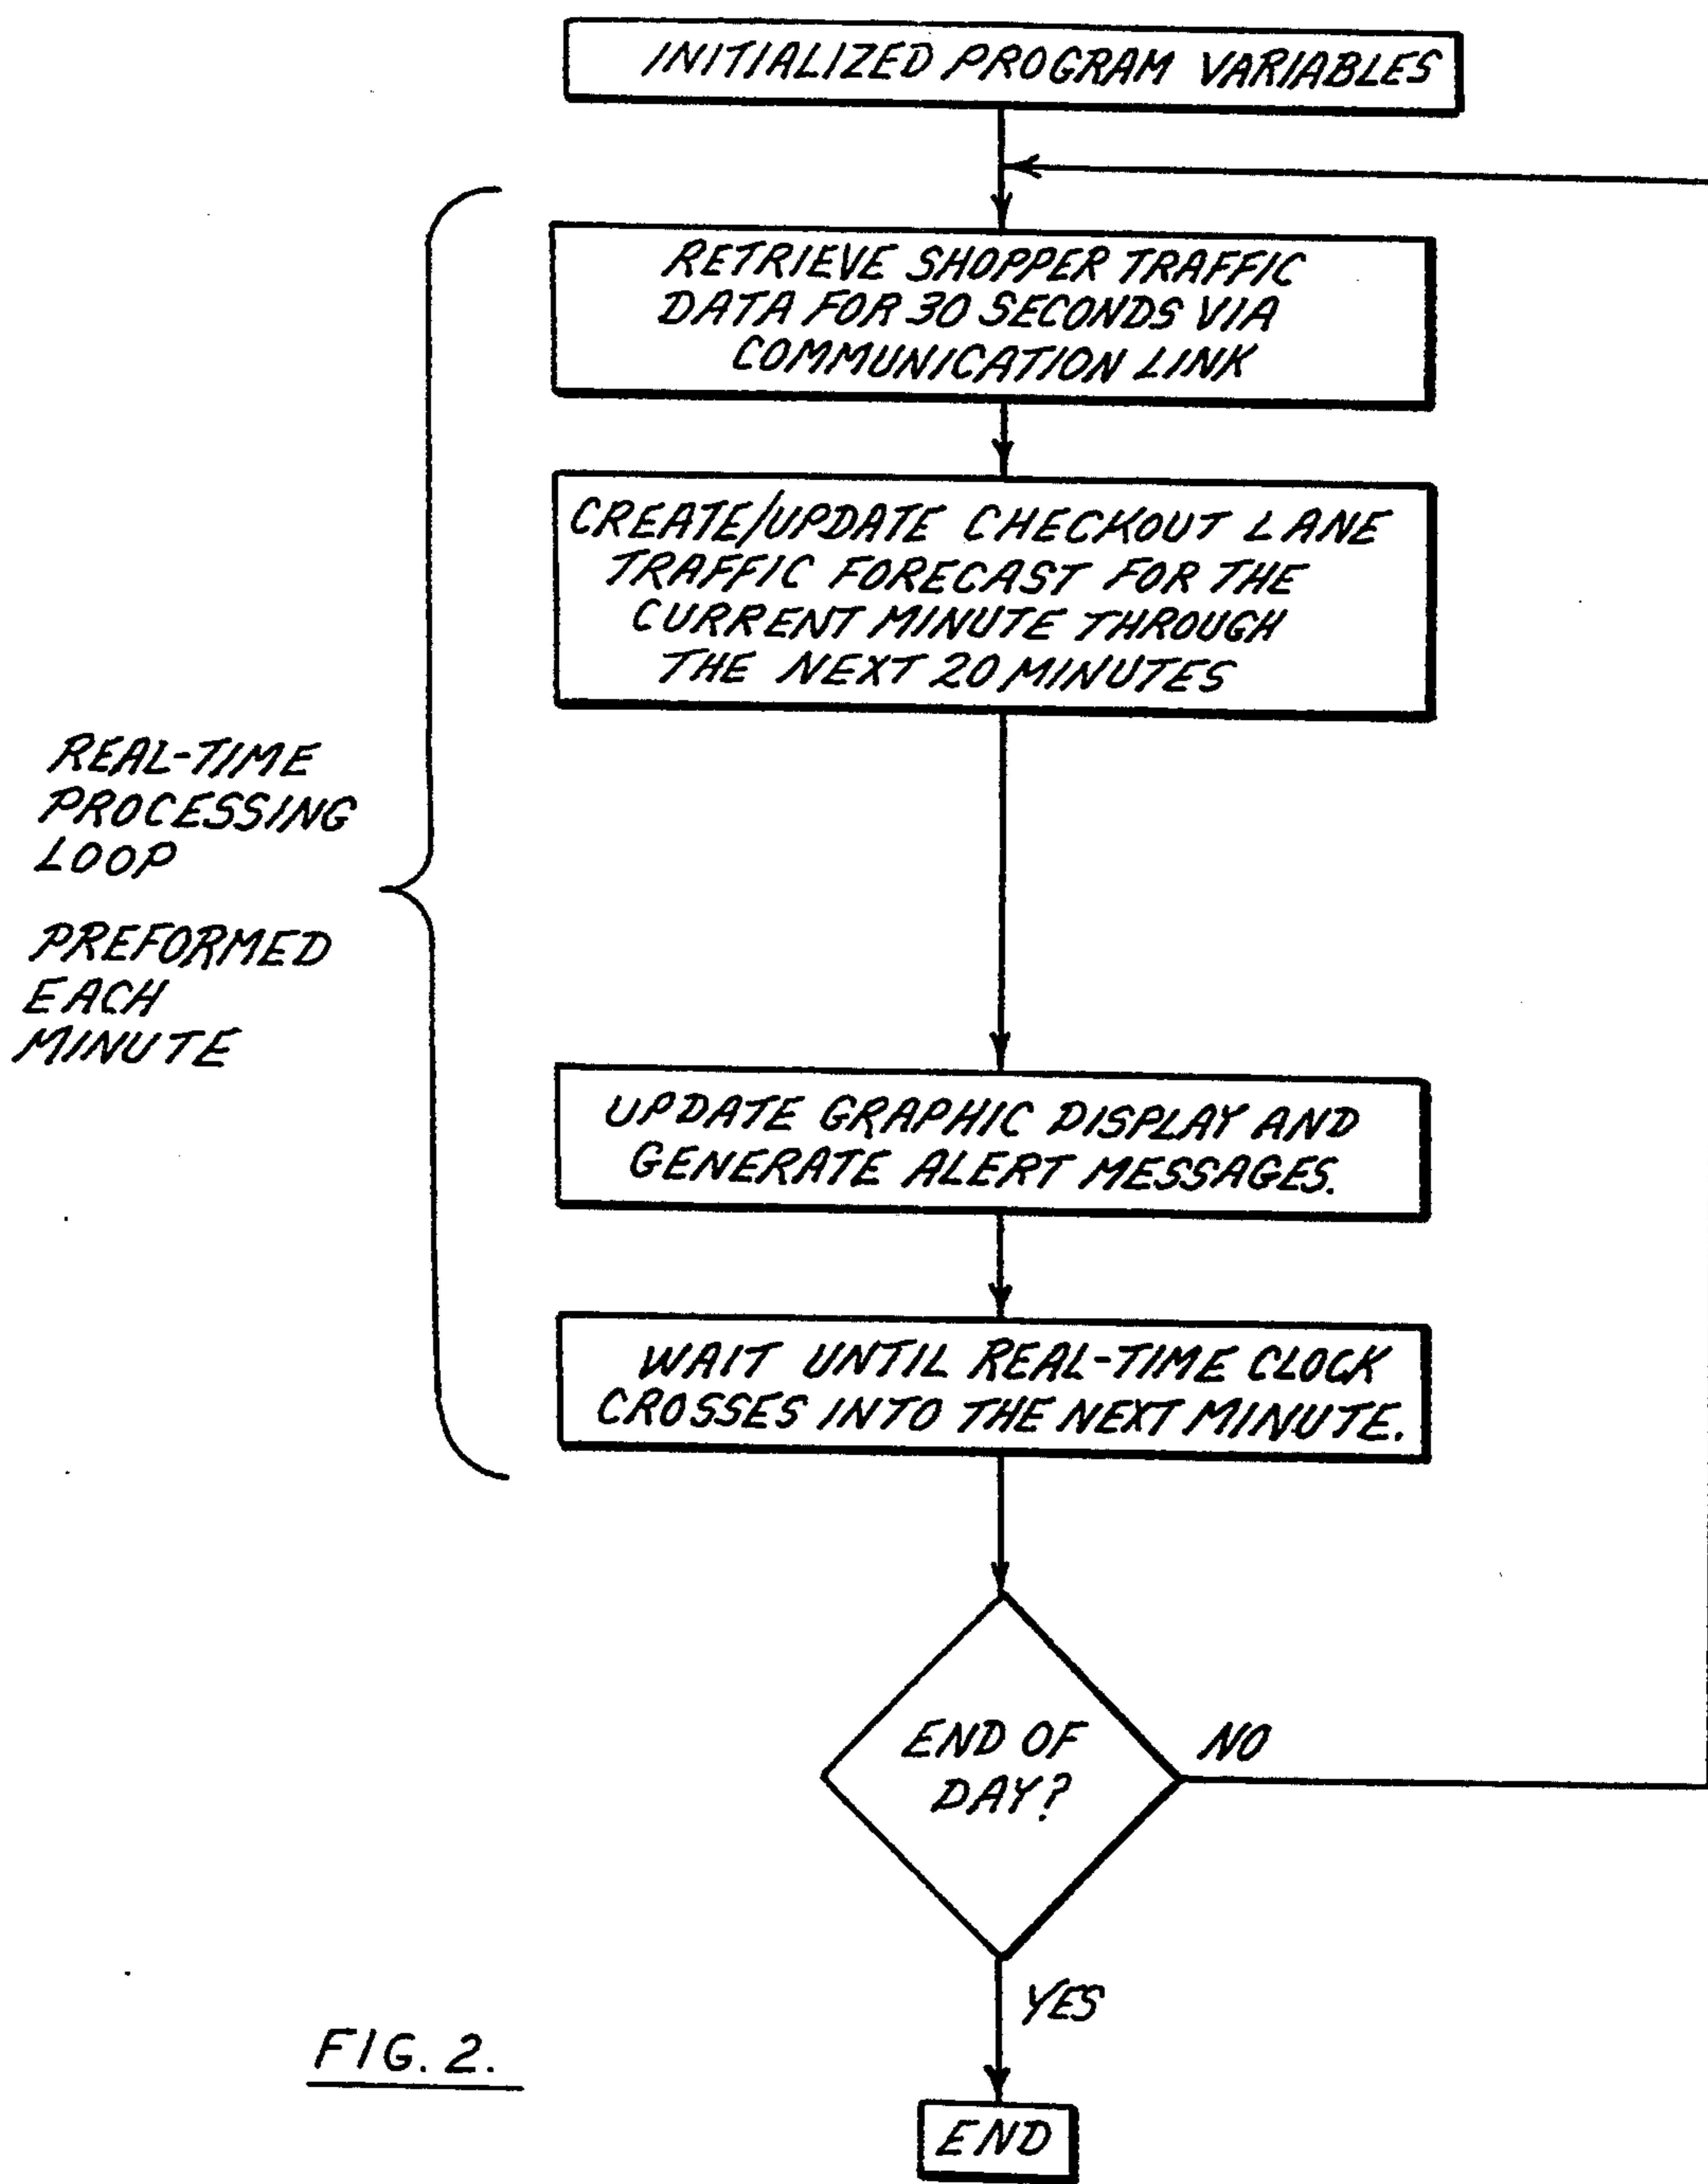 INITIALIZED PROGRAM VARIABLES
RETRIEVE SHOPPER TRAFFIC
DATA FOR 30 SECONDS VIA
COMMUNICATION LINK
CREATE/UPDATE CHECKOUT LANE
TRAFFIC FORECAST FOR THE
CURRENT MINUTE THROUGH
THE NEXT 20 MINUTES
REAL-TIME
PROCESSING
LOOP
PREFORMED
EACH
MINUTE
UPDATE GRAPHIC DISPLAY AND
GENERATE ALERT MESSAGES.
WAIT UNTIL REAL-TIME CLOCK
CROSSES INTO THE NEXT MINUTE.
END OF
DAY?
NO
YES
END
FIG. 2.